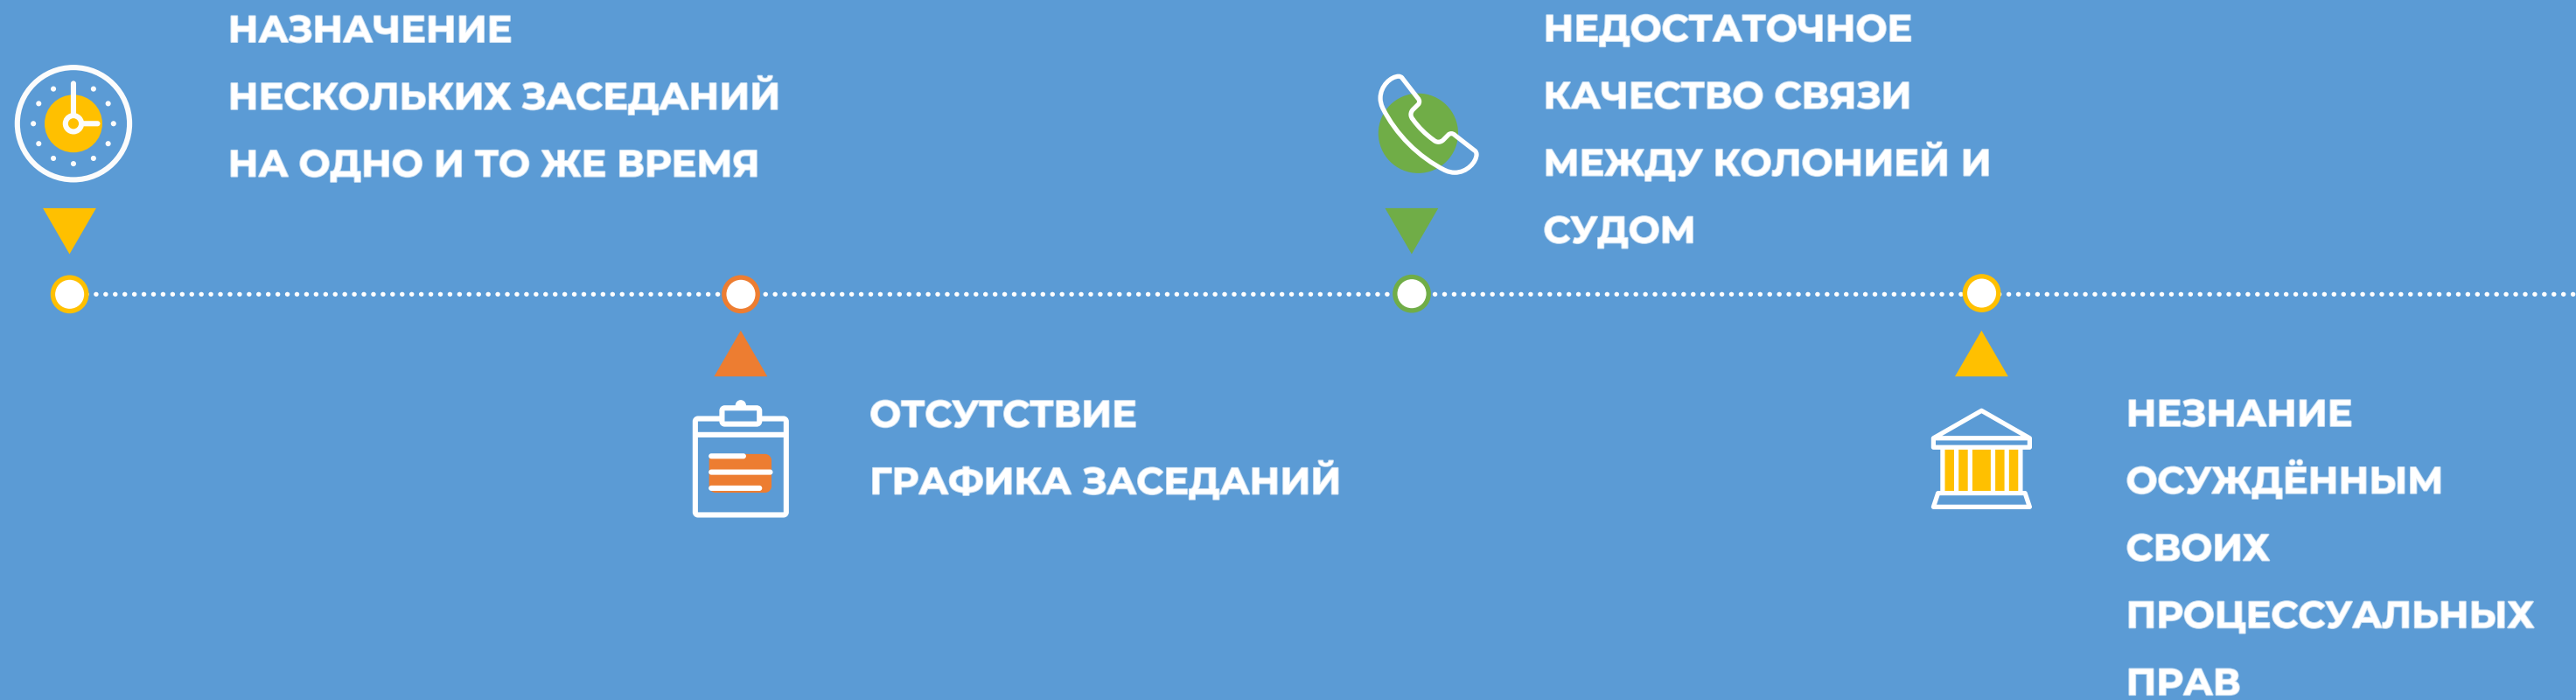 НАЗНАЧЕНИЕ
НЕСКОЛЬКИХ ЗАСЕДАНИЙ
НА ОДНО И ТО ЖЕ ВРЕМЯ
ОТСУТСТВИЕ
ГРАФИКА ЗАСЕДАНИЙ
НЕДОСТАТОЧНОЕ
КАЧЕСТВО СВЯЗИ
МЕЖДУ КОЛОНИЕЙ И
СУДОМ
НЕЗНАНИЕ
ОСУЖДЁННЫМ
СВОИХ
ПРОЦЕССУАЛЬНЫХ
ПРАВ